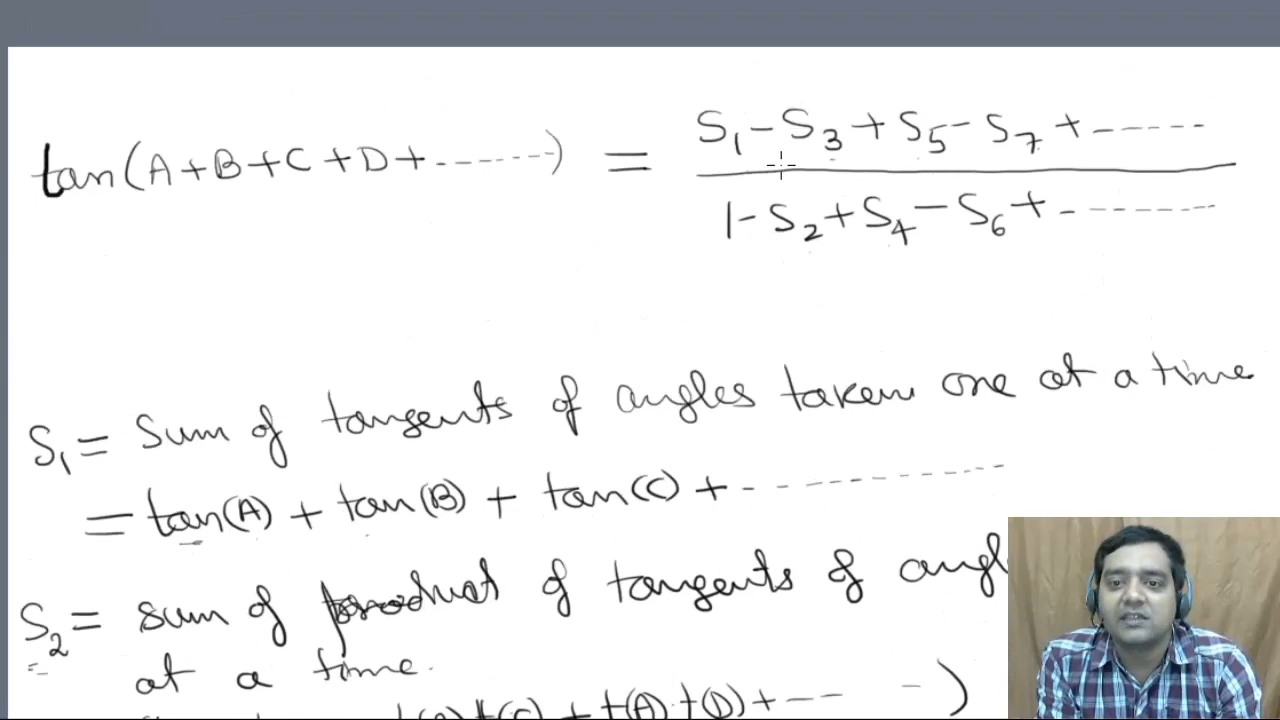 tan(A+B+C+D+------) = (S₁-S₃+S₅-S₇+------)/(1-S₂+S₄-S₆+-------)
S₁= Sum of tangents of angles taken one at a time
= tan(A) + tan(B) + tan(C) + -----------
S₂= sum of product of tangents of angl
at a time.
t(C) + t(A).t(D)+--- -)